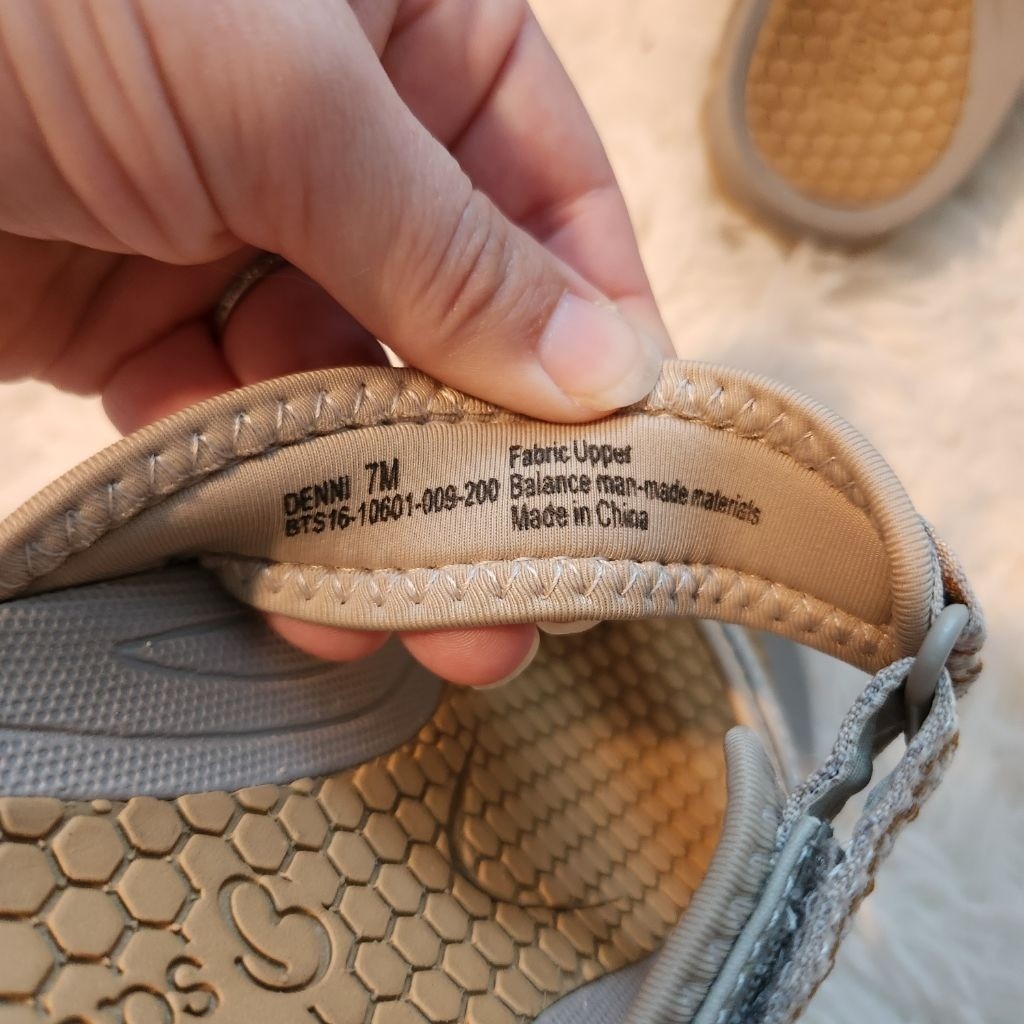 DENNI 7M
BTS16-10601-009-200
Fabric Upper
Balance man-made materials
Made in China